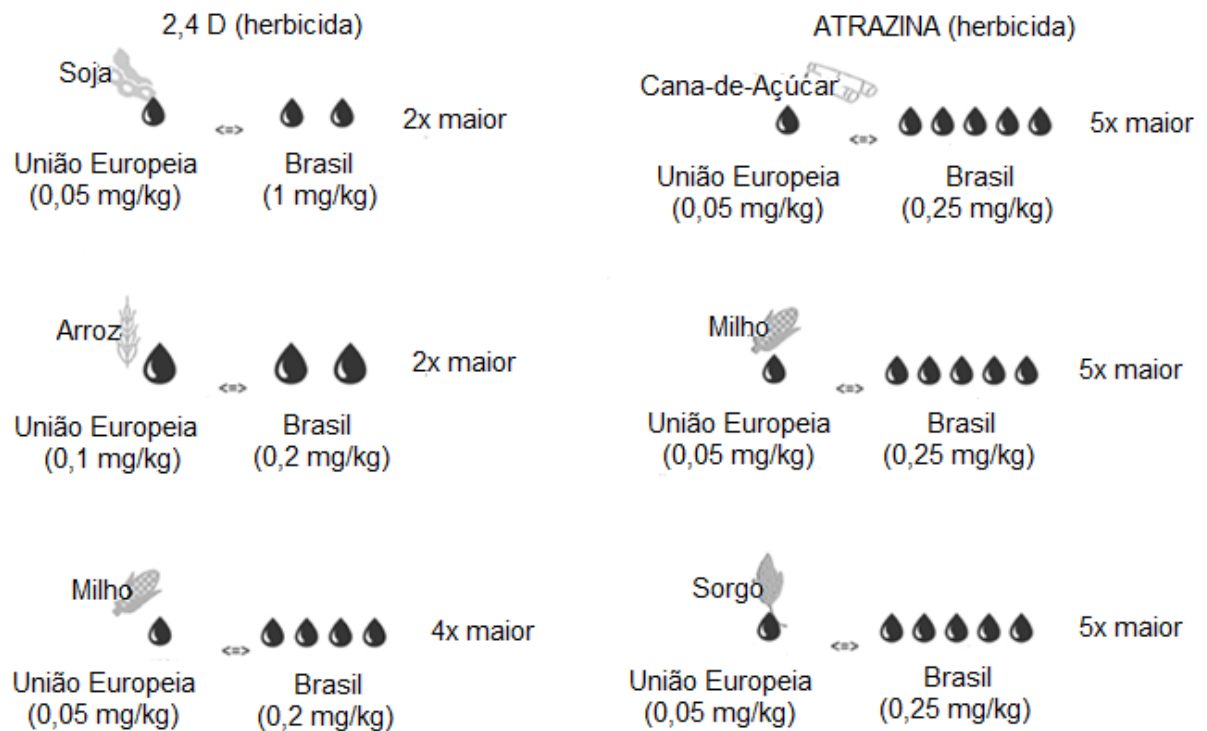 2,4 D (herbicida)
Soja
<=>
2x maior
União Europeia
(0,05 mg/kg)
Brasil
(1 mg/kg)
Arroz
<=>
2x maior
União Europeia
(0,1 mg/kg)
Brasil
(0,2 mg/kg)
Milho
<=>
4x maior
União Europeia
(0,05 mg/kg)
Brasil
(0,2 mg/kg)
ATRAZINA (herbicida)
Cana-de-Açúcar
<=>
5x maior
União Europeia
(0,05 mg/kg)
Brasil
(0,25 mg/kg)
Milho
<=>
5x maior
União Europeia
(0,05 mg/kg)
Brasil
(0,25 mg/kg)
Sorgo
<=>
5x maior
União Europeia
(0,05 mg/kg)
Brasil
(0,25 mg/kg)